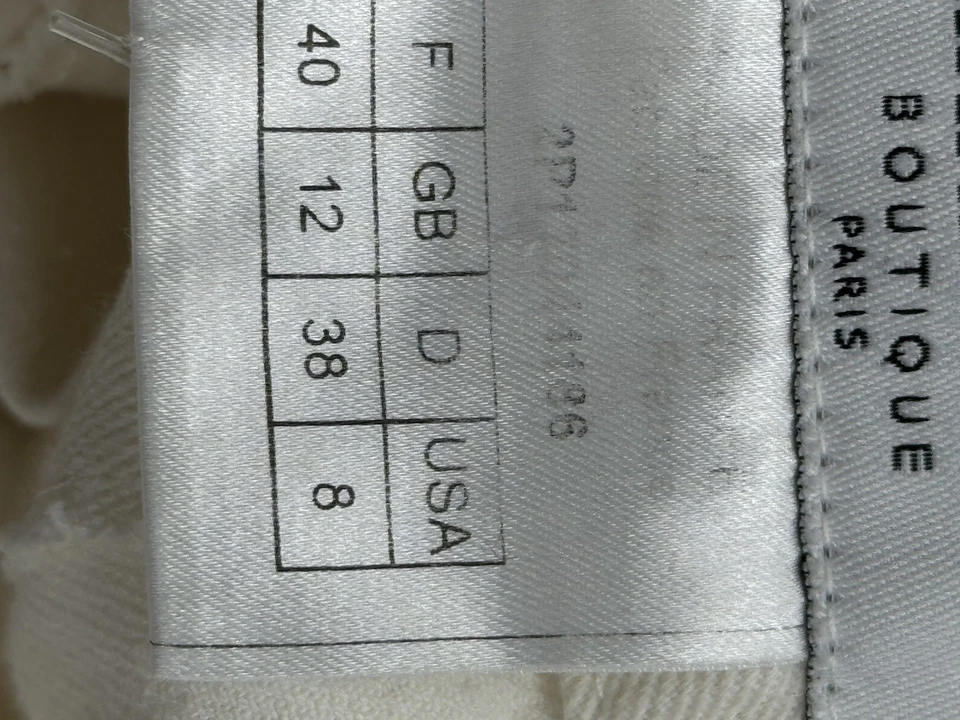 BOUTIQUE
PARIS
F GB D USA
40 12 38 8